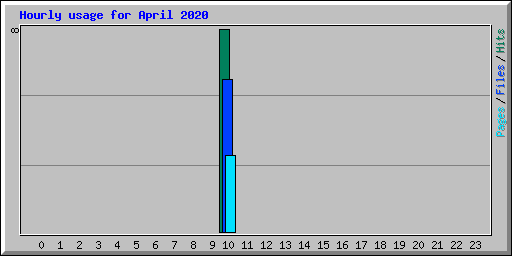 Hourly usage for April 2020
8
Pages/Files/Hits
0 1 2 3 4 5 6 7 8 9 10 11 12 13 14 15 16 17 18 19 20 21 22 23